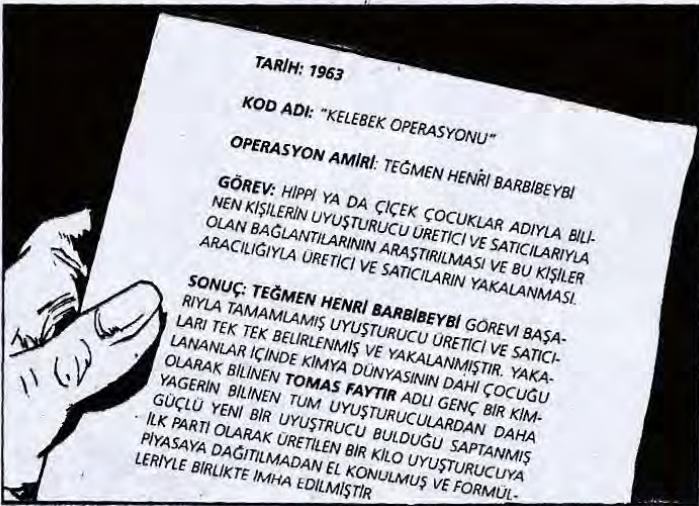 TARİH: 1963
KOD ADI: "KELEBEK OPERASYONU"
OPERASYON AMİRİ: TEĞMEN HENRİ BARBİBEYBİ
GÖREV: HİPPİ YA DA ÇİÇEK ÇOCUKLAR ADIYLA BİLİ-
NEN KİŞİLERİN UYUŞTURUCU ÜRETİCİ VE SATICILARIYLA
OLAN BAĞLANTILARININ ARAŞTIRILMASI VE BU KİŞİLER
ARACILIĞIYLA ÜRETİCİ VE SATICILARIN YAKALANMASI.
SONUÇ: TEĞMEN HENRİ BARBİBEYBİ GÖREVİ BAŞA-
RIYLA TAMAMLAMIŞ UYUŞTURUCU ÜRETİCİ VE SATICI-
LARI TEK TEK BELİRLENMİŞ VE YAKALANMIŞTIR. YAKA-
LANANLAR İÇİNDE KİMYA DÜNYASININ DAHİ ÇOCUĞU
OLARAK BİLİNEN TOMAS FAYTIR ADLI GENÇ BİR KİM-
YAGERİN BİLİNEN TUM UYUŞTURUCULARDAN DAHA
GÜÇLÜ YENİ BİR UYUŞTRUCU BULDUĞU SAPTANMIŞ
İLK PARTİ OLARAK ÜRETİLEN BİR KİLO UYUŞTURUCUYA
PİYASAYA DAĞITILMADAN EL KONULMUŞ VE FORMÜL-
LERİYLE BİRLİKTE İMHA EDİLMİŞTİR